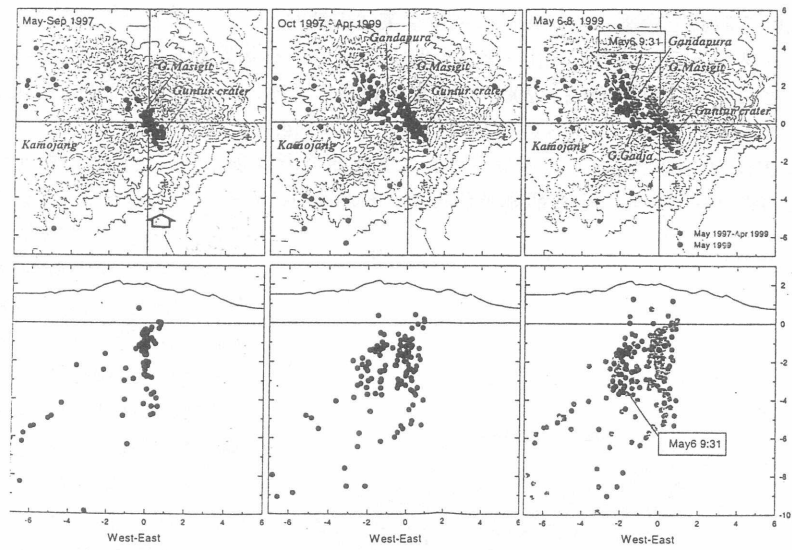 May-Sep 1997
G.Masigit
Guntur crater
Kamojang
Oct 1997 - Apr 1999
Gandapura
G.Masigit
Guntur crater
Kamojang
May 6-8, 1999
May6 9:31
Gandapura
G.Masigit
Guntur crater
Kamojang
G.Gadja
May 1997-Apr 1999
May 1999
6
4
2
0
-2
-4
-6
2
0
-2
-4
-6
-8
-10
May6 9:31
-6 -4 -2 0 2 4 6
-6 -4 -2 0 2 4 6
-6 -4 -2 0 2 4 6
West-East
West-East
West-East